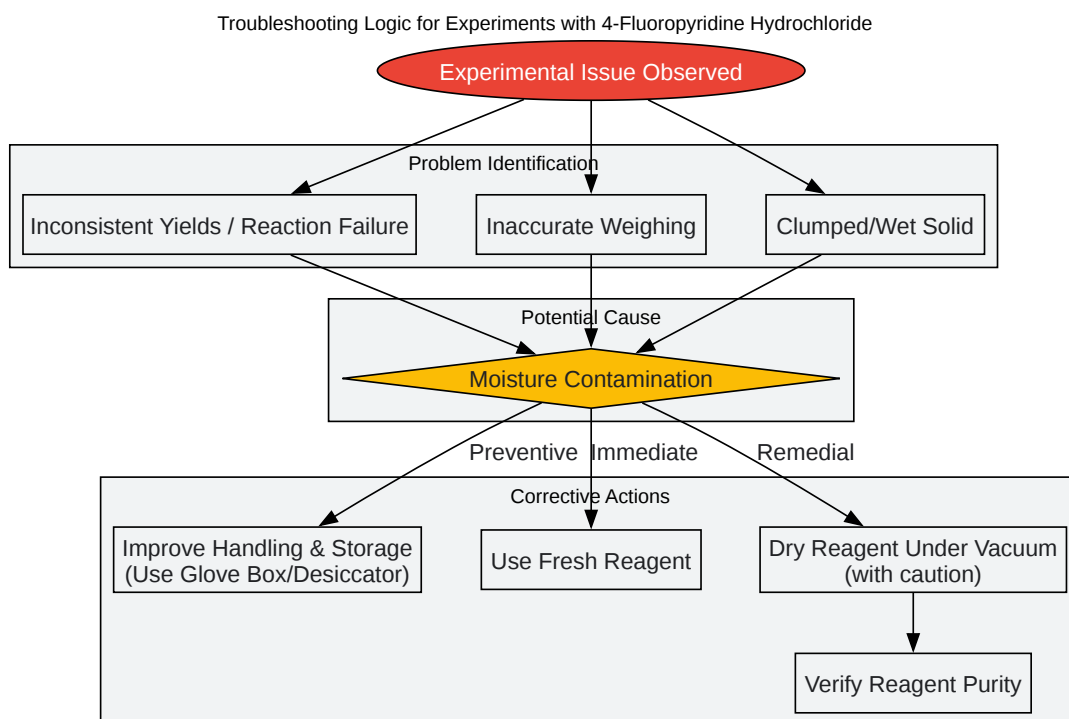 Troubleshooting Logic for Experiments with 4-Fluoropyridine Hydrochloride
Experimental Issue Observed
Problem Identification
Inconsistent Yields / Reaction Failure
Inaccurate Weighing
Clumped/Wet Solid
Potential Cause
Moisture Contamination
Preventive
Immediate
Remedial
Corrective Actions
Improve Handling & Storage
(Use Glove Box/Desiccator)
Use Fresh Reagent
Dry Reagent Under Vacuum
(with caution)
Verify Reagent Purity